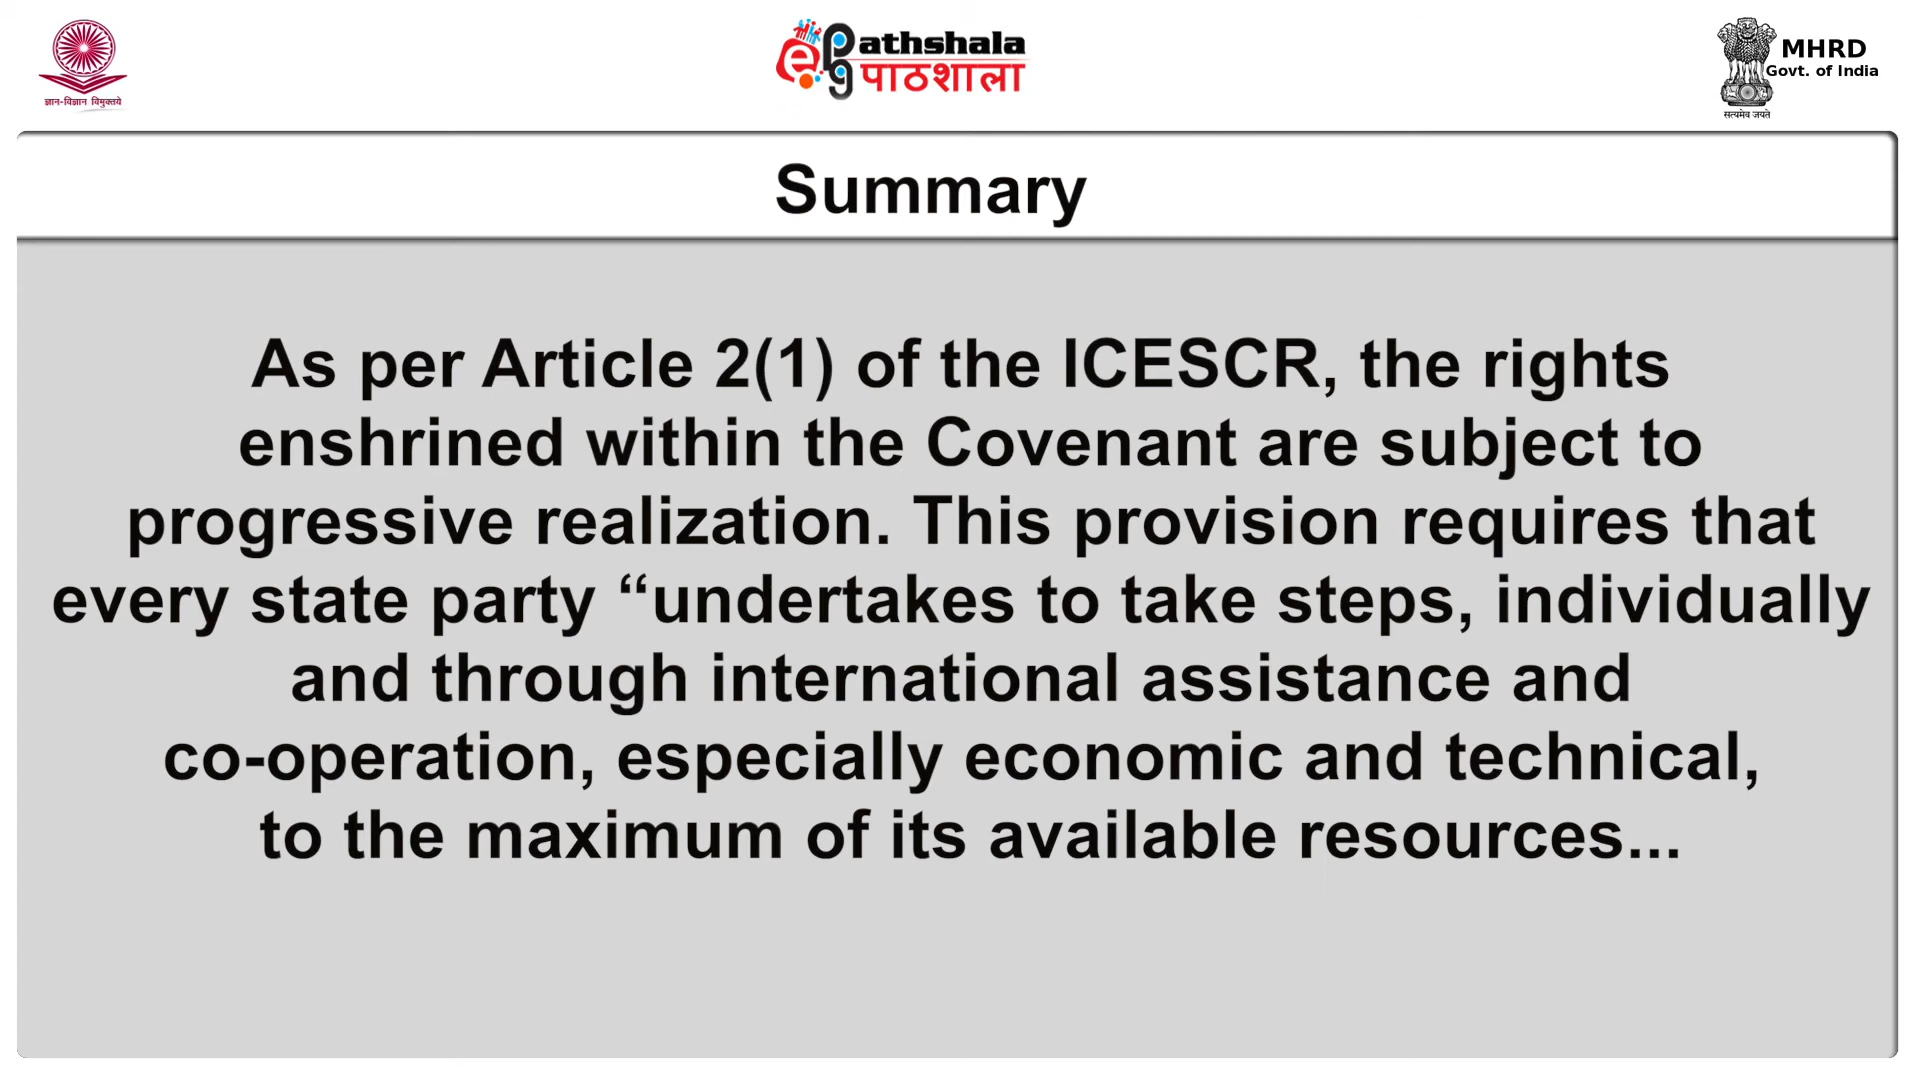 ज्ञान-विज्ञान विमुक्तये
e pg athshala
पाठशाला
MHRD
Govt. of India
सत्यमेव जयते
Summary
As per Article 2(1) of the ICESCR, the rights
enshrined within the Covenant are subject to
progressive realization. This provision requires that
every state party “undertakes to take steps, individually
and through international assistance and
co-operation, especially economic and technical,
to the maximum of its available resources...